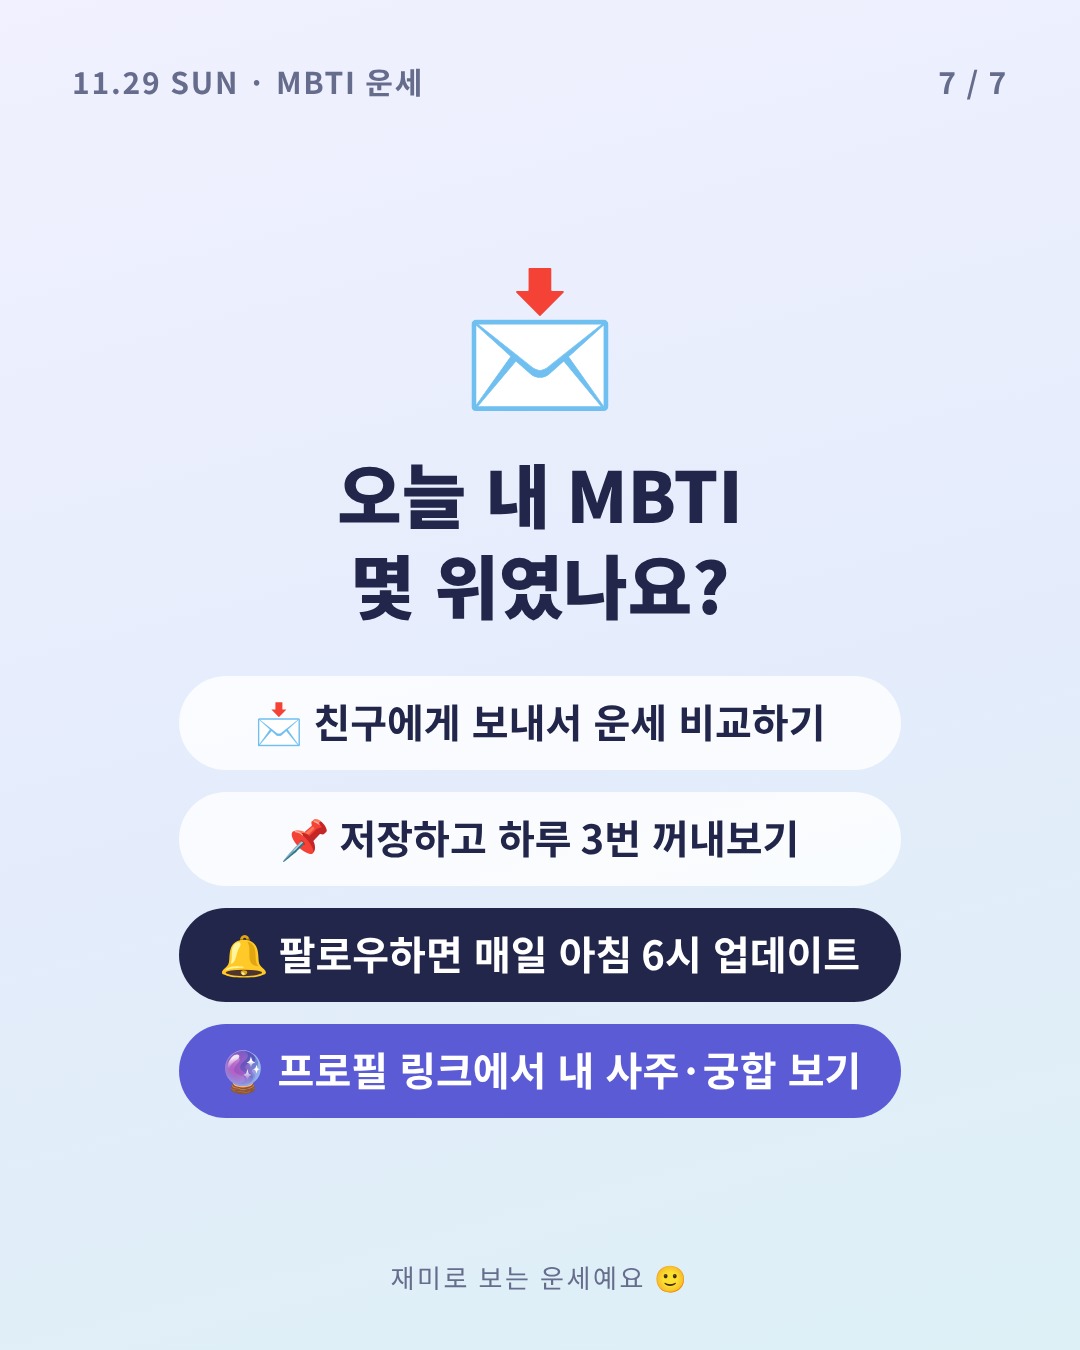 11.29 SUN · MBTI 운세
7 / 7
오늘 내 MBTI
몇 위였나요?
📩 친구에게 보내서 운세 비교하기
📌 저장하고 하루 3번 꺼내보기
🔔 팔로우하면 매일 아침 6시 업데이트
🔮 프로필 링크에서 내 사주·궁합 보기
재미로 보는 운세예요 🙂